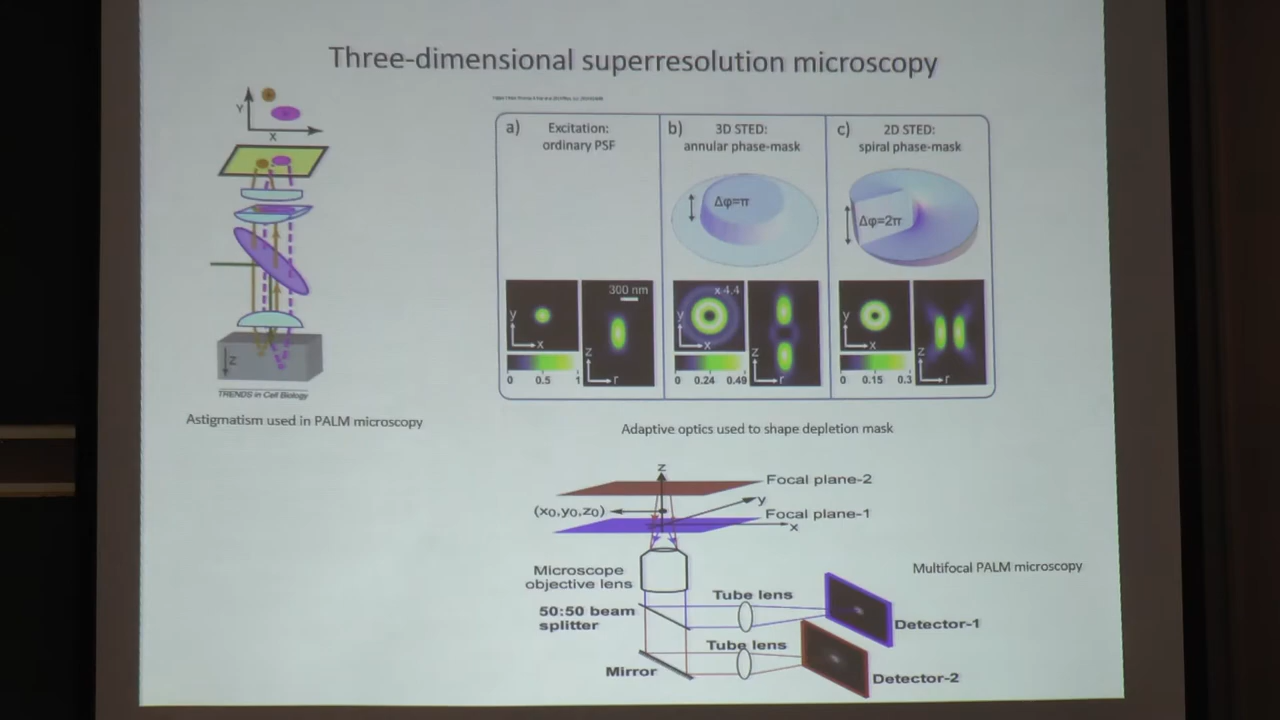 Three-dimensional superresolution microscopy
Y
X
Z
TRENDS in Cell Biology
Astigmatism used in PALM microscopy
a) Excitation:
ordinary PSF
b) 3D STED:
annular phase-mask
c) 2D STED:
spiral phase-mask
Δφ=π
Δφ=2π
y
x
300 nm
z
0 0.5 1
x 4.4
y
x
z
r
0 0.24 0.49
y
x
z
r
0 0.15 0.3
Adaptive optics used to shape depletion mask
z
Focal plane-2
(x0,y0,z0)
y
Focal plane-1
x
Microscope
objective lens
Multifocal PALM microscopy
50:50 beam
splitter
Tube lens
Detector-1
Tube lens
Mirror
Detector-2